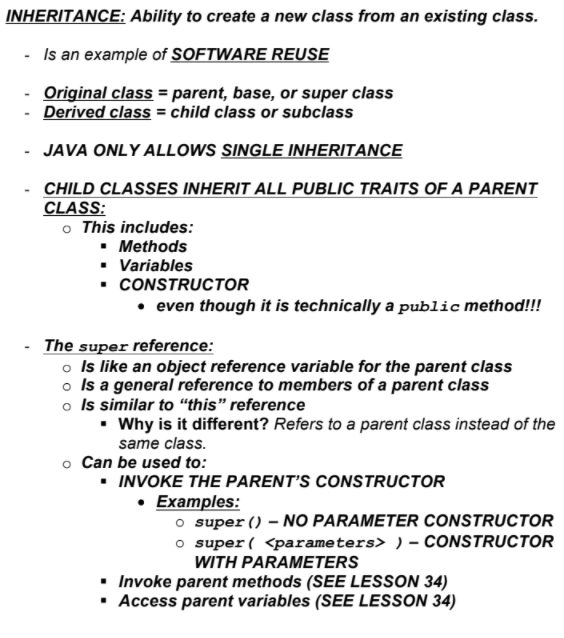 INHERITANCE: Ability to create a new class from an existing class.
- Is an example of SOFTWARE REUSE
- Original class = parent, base, or super class
- Derived class = child class or subclass
- JAVA ONLY ALLOWS SINGLE INHERITANCE
- CHILD CLASSES INHERIT ALL PUBLIC TRAITS OF A PARENT
CLASS:
o This includes:
▪ Methods
▪ Variables
▪ CONSTRUCTOR
• even though it is technically a public method!!!
- The super reference:
o Is like an object reference variable for the parent class
o Is a general reference to members of a parent class
o Is similar to “this” reference
▪ Why is it different? Refers to a parent class instead of the
same class.
o Can be used to:
▪ INVOKE THE PARENT’S CONSTRUCTOR
• Examples:
o super() – NO PARAMETER CONSTRUCTOR
o super( <parameters> ) – CONSTRUCTOR
WITH PARAMETERS
▪ Invoke parent methods (SEE LESSON 34)
▪ Access parent variables (SEE LESSON 34)